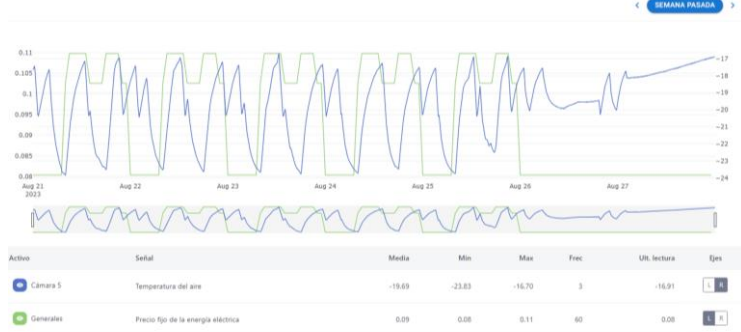 SEMANA PASADA
0.11
0.105
0.1
0.095
0.09
0.085
0.08
-17
-18
-19
-20
-21
-22
-23
-24
Aug 21
2023
Aug 22
Aug 23
Aug 24
Aug 25
Aug 26
Aug 27
Activo Señal Media Min Max Frec Ult. lectura Ejes
Cámara 5 Temperatura del aire -19.69 -23.83 -16.70 3 -16.91 L R
Generales Precio fijo de la energía eléctrica 0.09 0.08 0.11 60 0.08 L R